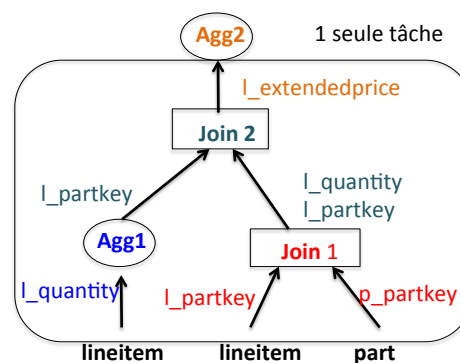 Agg2
1 seule tâche
l_extendedprice
Join 2
l_partkey
l_quantity
l_partkey
Agg1
Join 1
l_quantity
l_partkey
p_partkey
lineitem
lineitem
part